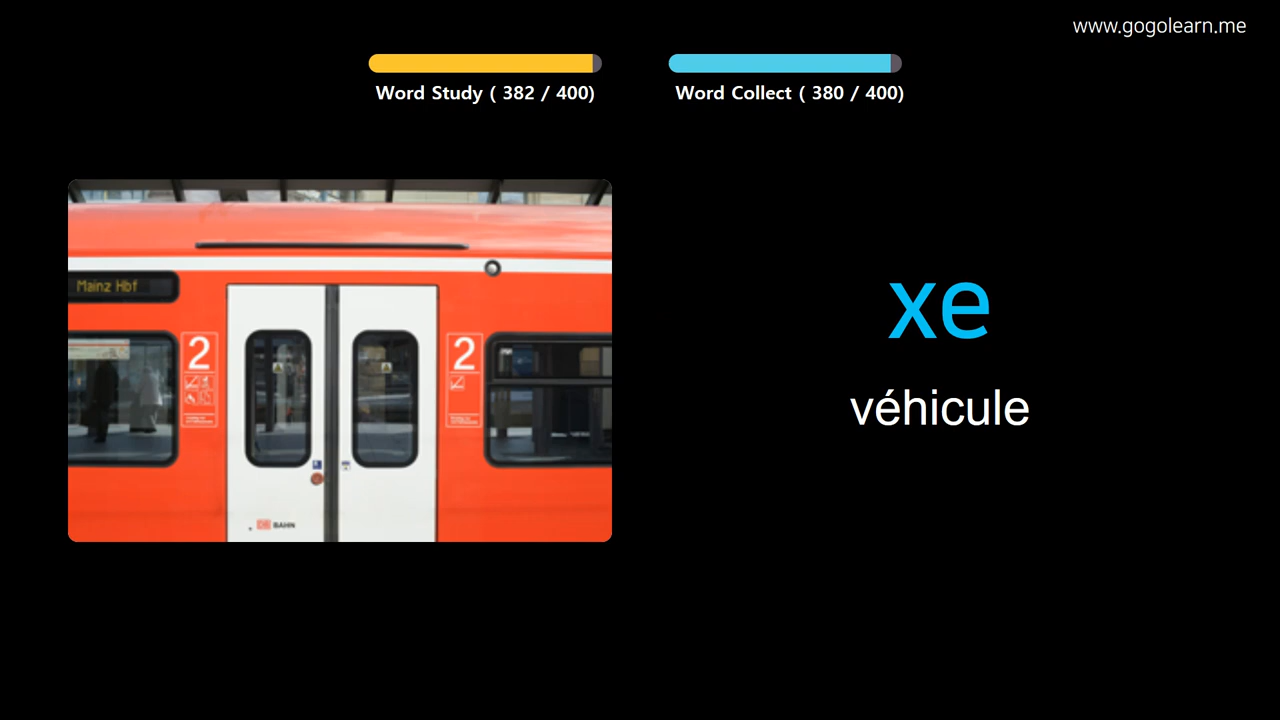 www.gogolearn.me
Word Study ( 382 / 400)
Word Collect ( 380 / 400)
Mainz Hbf
2
2
DB BAHN
xe
véhicule